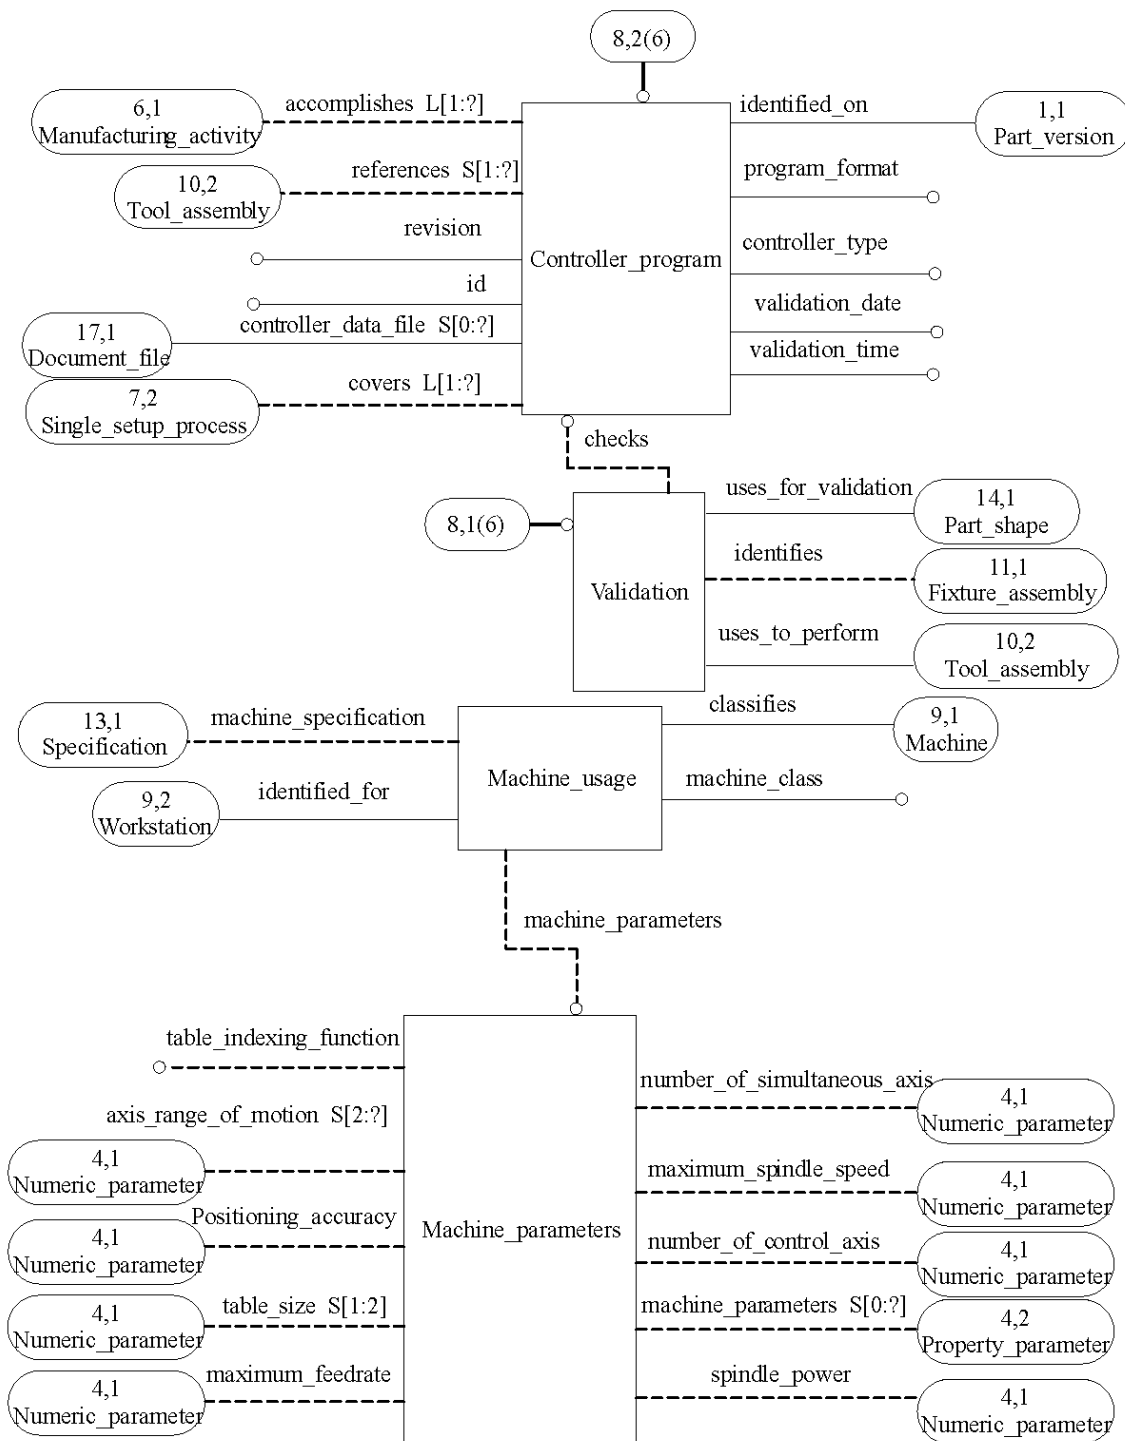 8,2(6)
accomplishes L[1:?]
6,1
Manufacturing_activity
references S[1:?]
10,2
Tool_assembly
revision
id
controller_data_file S[0:?]
17,1
Document_file
covers L[1:?]
7,2
Single_setup_process
Controller_program
identified_on
1,1
Part_version
program_format
controller_type
validation_date
validation_time
checks
8,1(6)
Validation
uses_for_validation
14,1
Part_shape
identifies
11,1
Fixture_assembly
uses_to_perform
10,2
Tool_assembly
machine_specification
13,1
Specification
identified_for
9,2
Workstation
Machine_usage
classifies
9,1
Machine
machine_class
machine_parameters
table_indexing_function
axis_range_of_motion S[2:?]
4,1
Numeric_parameter
Positioning_accuracy
4,1
Numeric_parameter
table_size S[1:2]
4,1
Numeric_parameter
maximum_feedrate
4,1
Numeric_parameter
Machine_parameters
number_of_simultaneous_axis
4,1
Numeric_parameter
maximum_spindle_speed
4,1
Numeric_parameter
number_of_control_axis
4,1
Numeric_parameter
machine_parameters S[0:?]
4,2
Property_parameter
spindle_power
4,1
Numeric_parameter